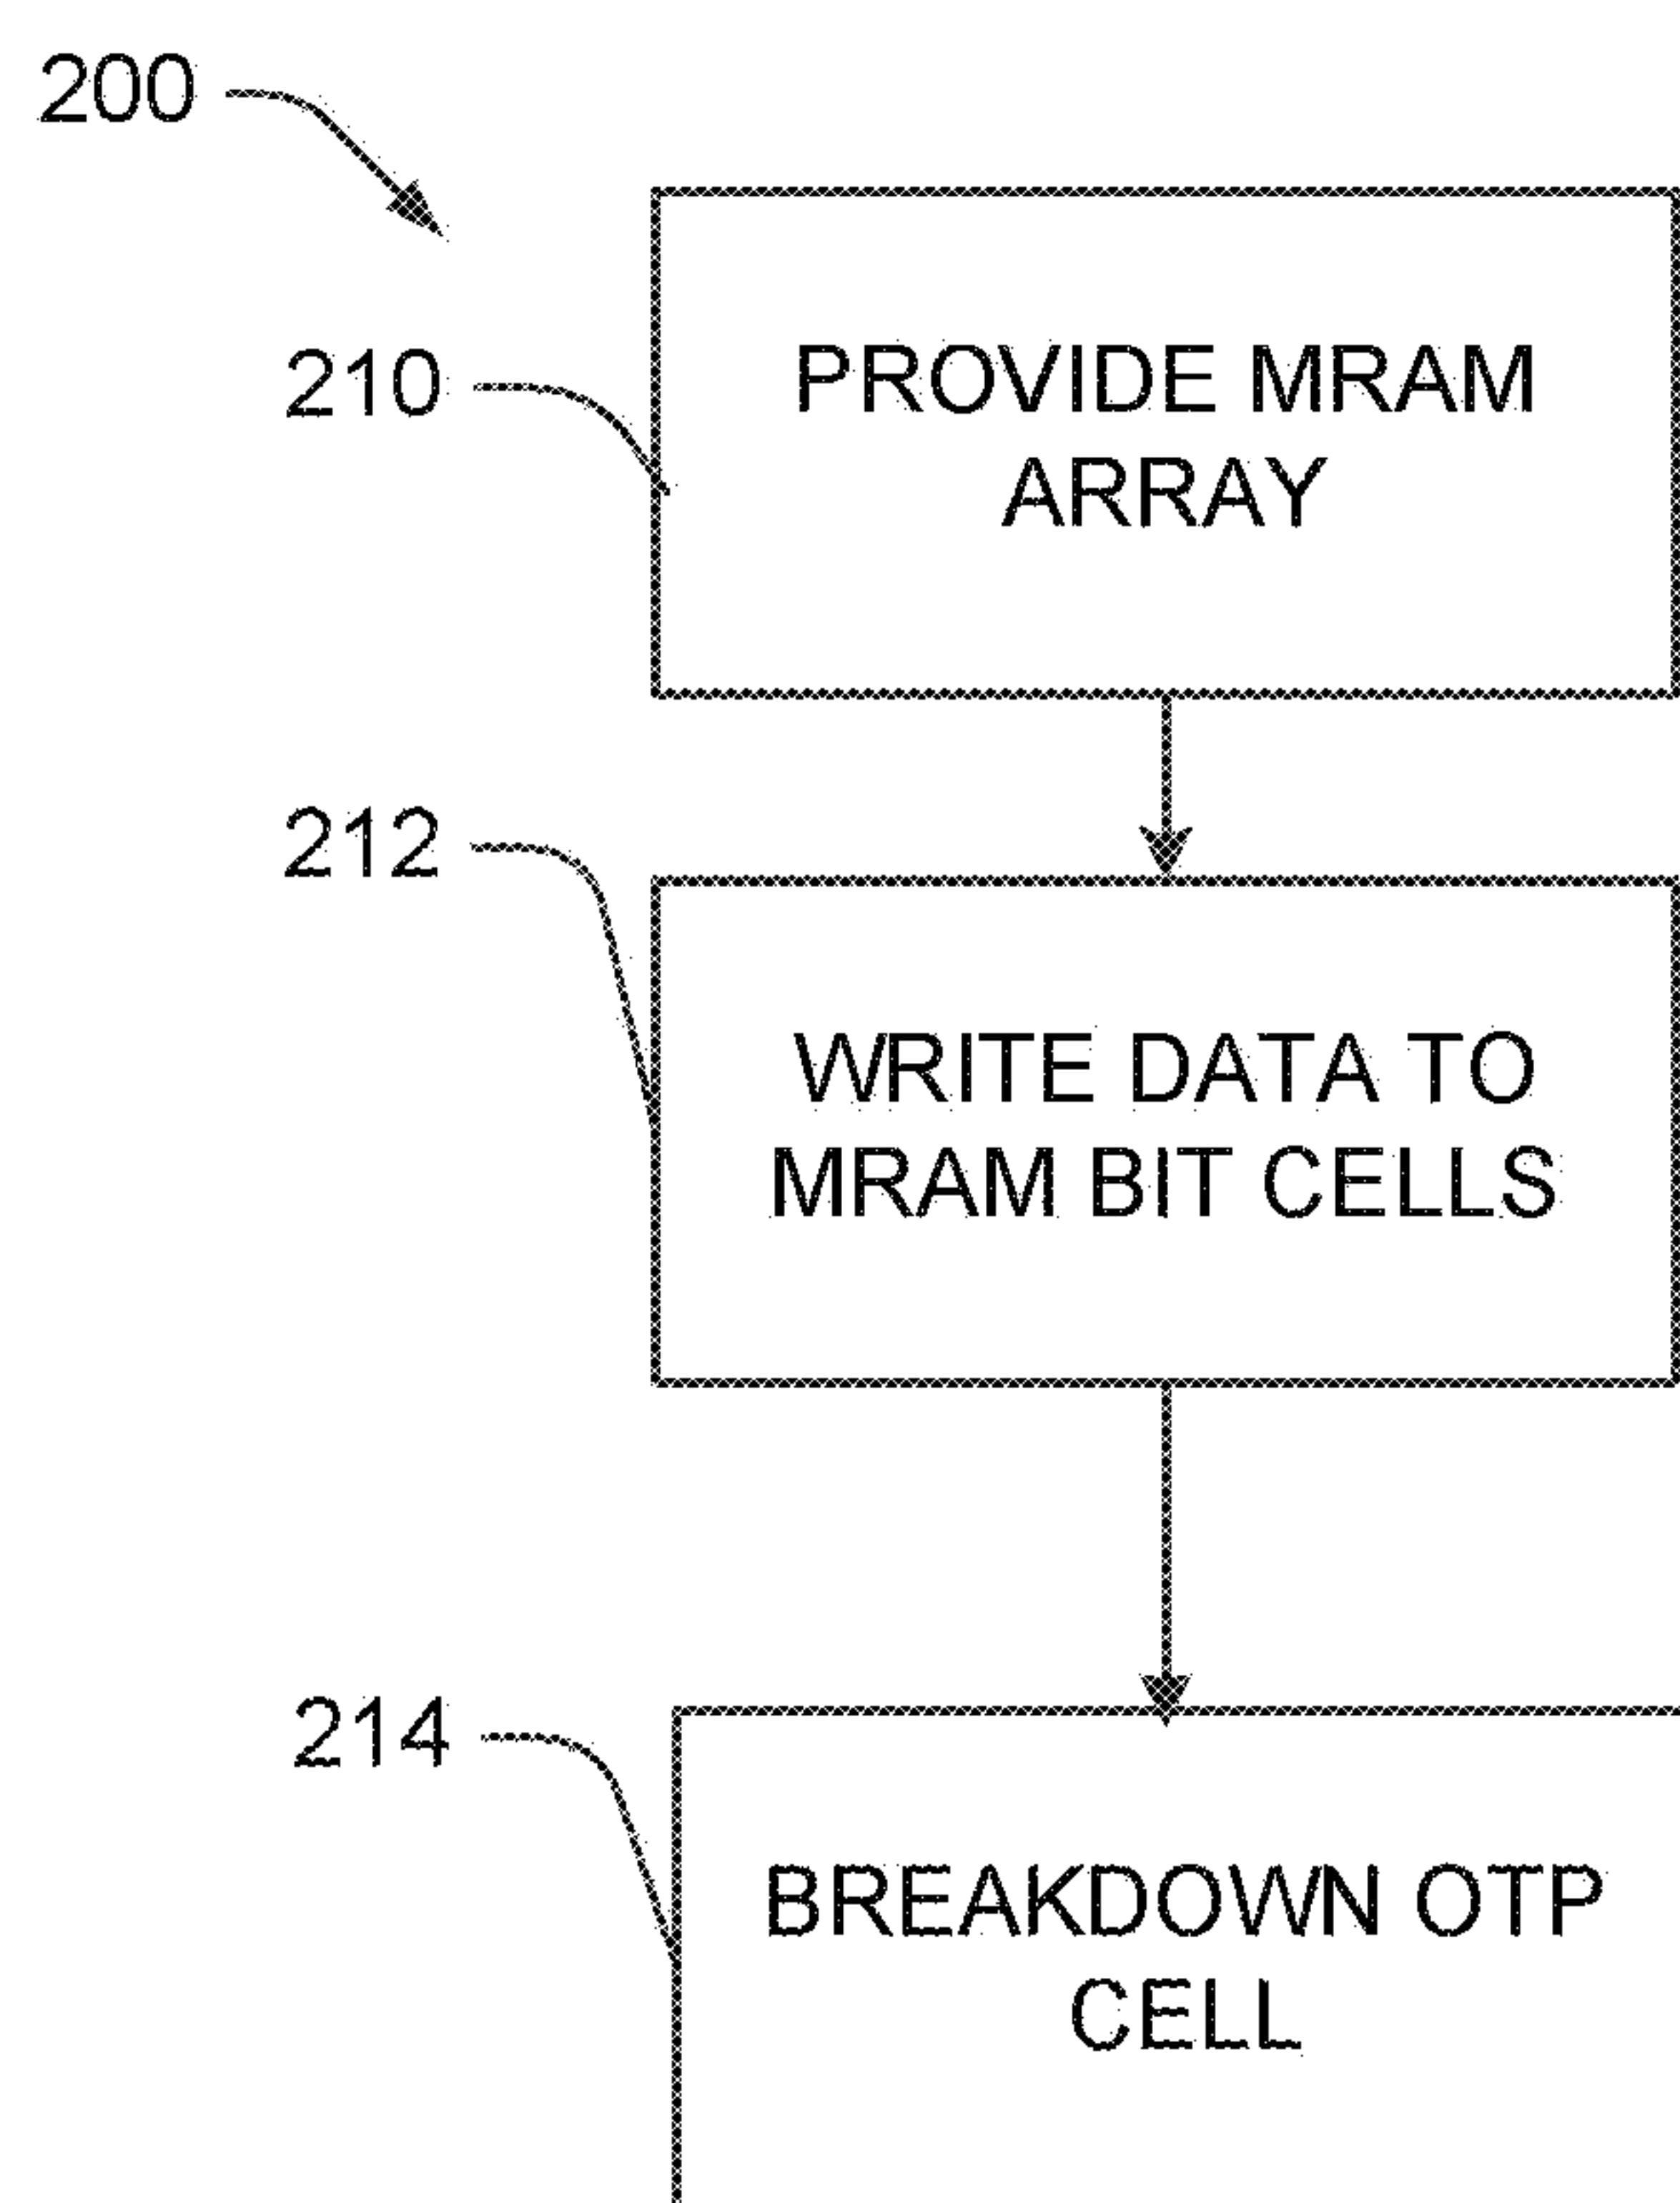 200
210
PROVIDE MRAM
ARRAY
212
WRITE DATA TO
MRAM BIT CELLS
214
BREAKDOWN OTP
CELL